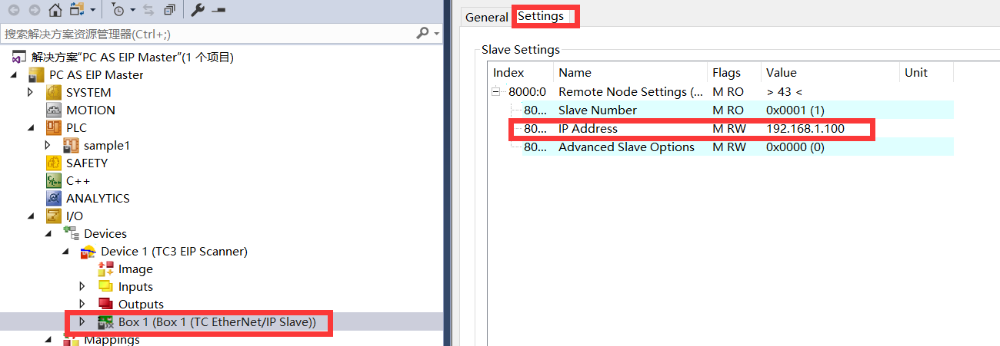 搜索解决方案资源管理器(Ctrl+;)
解决方案"PC AS EIP Master"(1 个项目)
PC AS EIP Master
SYSTEM
MOTION
PLC
sample1
SAFETY
C++
ANALYTICS
I/O
Devices
Device 1 (TC3 EIP Scanner)
Image
Inputs
Outputs
Box 1 (Box 1 (TC EtherNet/IP Slave))
Mappings
General Settings
Slave Settings
Index Name Flags Value Unit
8000:0 Remote Node Settings (... M RO > 43 <
80... Slave Number M RO 0x0001 (1)
80... IP Address M RW 192.168.1.100
80... Advanced Slave Options M RW 0x0000 (0)